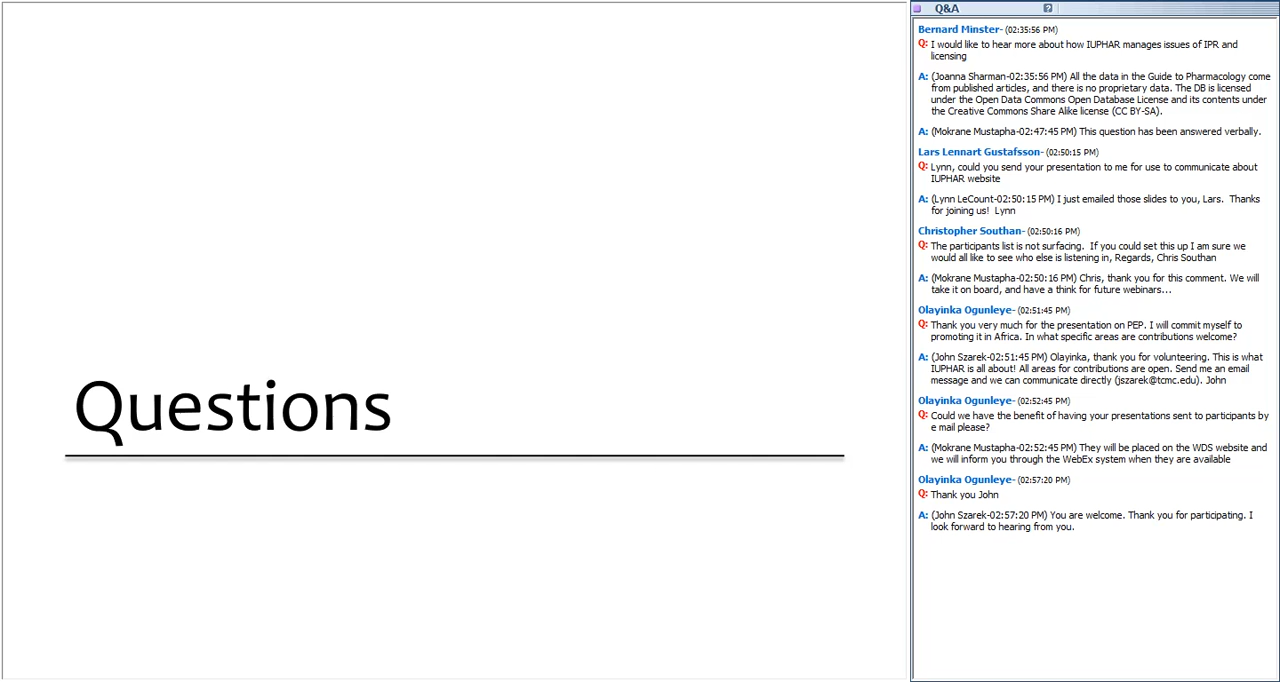 Questions
Q&A
Bernard Minster- (02:35:56 PM)
Q: I would like to hear more about how IUPHAR manages issues of IPR and
licensing
A: (Joanna Sharman-02:35:56 PM) All the data in the Guide to Pharmacology come
from published articles, and there is no proprietary data. The DB is licensed
under the Open Data Commons Open Database License and its contents under
the Creative Commons Share Alike license (CC BY-SA).
A: (Mokrane Mustapha-02:47:45 PM) This question has been answered verbally.
Lars Lennart Gustafsson- (02:50:15 PM)
Q: Lynn, could you send your presentation to me for use to communicate about
IUPHAR website
A: (Lynn LeCount-02:50:15 PM) I just emailed those slides to you, Lars. Thanks
for joining us! Lynn
Christopher Southan- (02:50:16 PM)
Q: The participants list is not surfacing. If you could set this up I am sure we
would all like to see who else is listening in, Regards, Chris Southan
A: (Mokrane Mustapha-02:50:16 PM) Chris, thank you for this comment. We will
take it on board, and have a think for future webinars...
Olayinka Ogunleye- (02:51:45 PM)
Q: Thank you very much for the presentation on PEP. I will commit myself to
promoting it in Africa. In what specific areas are contributions welcome?
A: (John Szarek-02:51:45 PM) Olayinka, thank you for volunteering. This is what
IUPHAR is all about! All areas for contributions are open. Send me an email
message and we can communicate directly (jszarek@tcmc.edu). John
Olayinka Ogunleye- (02:52:45 PM)
Q: Could we have the benefit of having your presentations sent to participants by
e mail please?
A: (Mokrane Mustapha-02:52:45 PM) They will be placed on the WDS website and
we will inform you through the WebEx system when they are available
Olayinka Ogunleye- (02:57:20 PM)
Q: Thank you John
A: (John Szarek-02:57:20 PM) You are welcome. Thank you for participating. I
look forward to hearing from you.